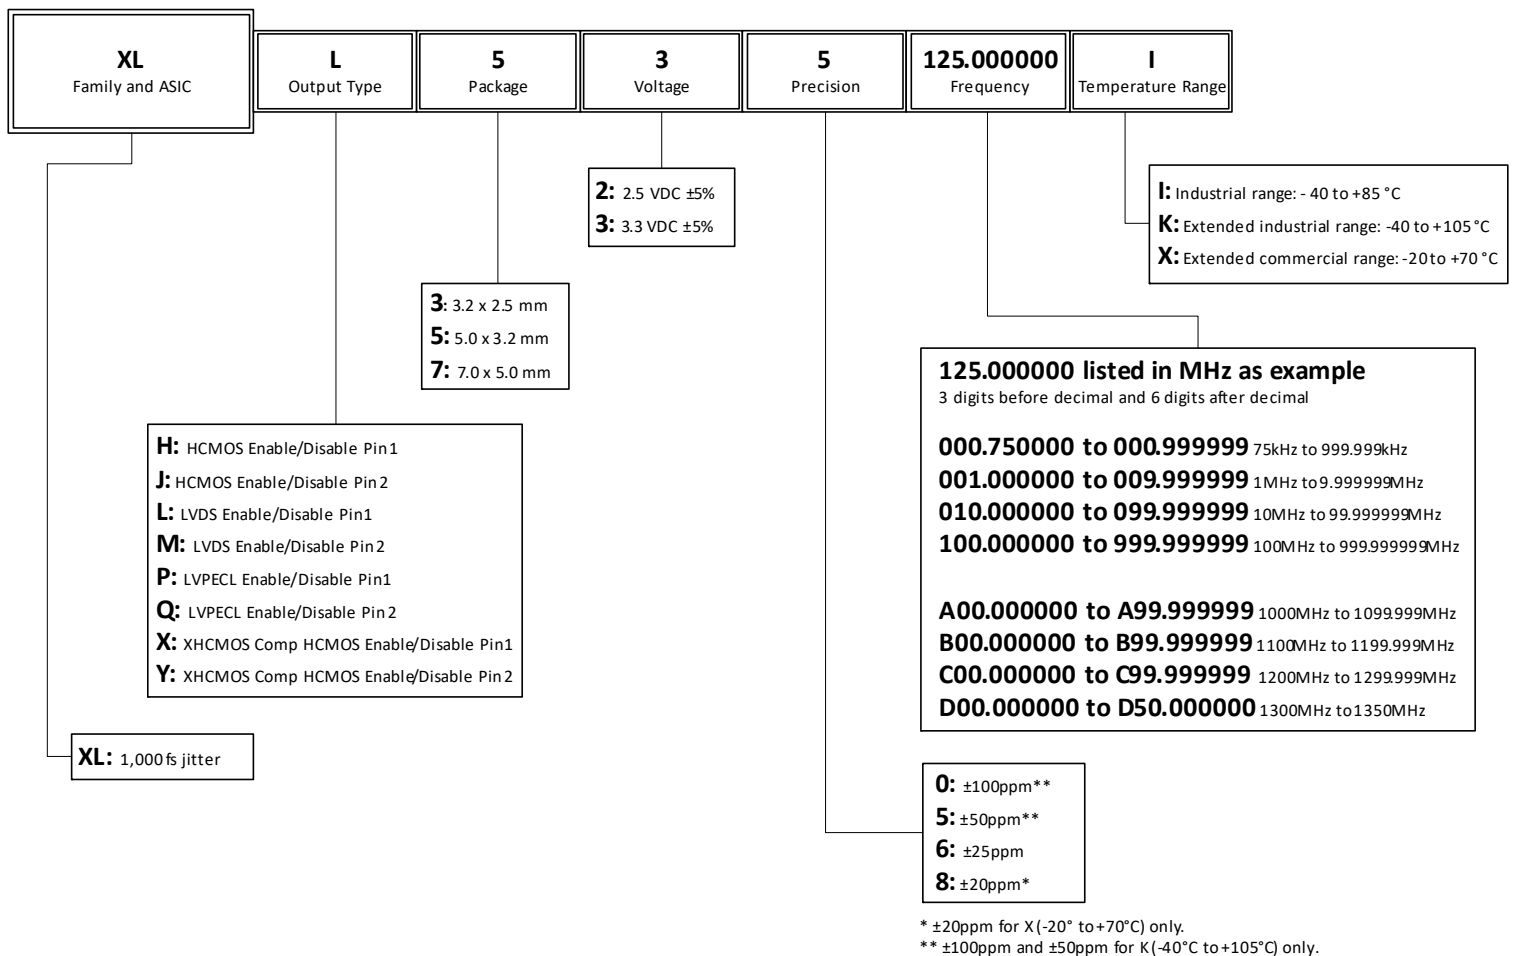 XL
Family and ASIC
L
Output Type
5
Package
3
Voltage
5
Precision
125.000000
Frequency
I
Temperature Range
2: 2.5 VDC ±5%
3: 3.3 VDC ±5%
I: Industrial range: - 40 to +85 °C
K: Extended industrial range: -40 to +105 °C
X: Extended commercial range: -20 to +70 °C
3: 3.2 x 2.5 mm
5: 5.0 x 3.2 mm
7: 7.0 x 5.0 mm
125.000000 listed in MHz as example
3 digits before decimal and 6 digits after decimal
000.750000 to 000.999999 75kHz to 999.999kHz
001.000000 to 009.999999 1MHz to 9.999999MHz
010.000000 to 099.999999 10MHz to 99.999999MHz
100.000000 to 999.999999 100MHz to 999.999999MHz
A00.000000 to A99.999999 1000MHz to 1099.999MHz
B00.000000 to B99.999999 1100MHz to 1199.999MHz
C00.000000 to C99.999999 1200MHz to 1299.999MHz
D00.000000 to D50.000000 1300MHz to 1350MHz
H: HCMOS Enable/Disable Pin1
J: HCMOS Enable/Disable Pin 2
L: LVDS Enable/Disable Pin1
M: LVDS Enable/Disable Pin 2
P: LVPECL Enable/Disable Pin1
Q: LVPECL Enable/Disable Pin 2
X: XHCMOS Comp HCMOS Enable/Disable Pin1
Y: XHCMOS Comp HCMOS Enable/Disable Pin 2
XL: 1,000 fs jitter
0: ±100ppm**
5: ±50ppm**
6: ±25ppm
8: ±20ppm*
* ±20ppm for X (-20° to +70°C) only.
** ±100ppm and ±50ppm for K (-40°C to +105°C) only.